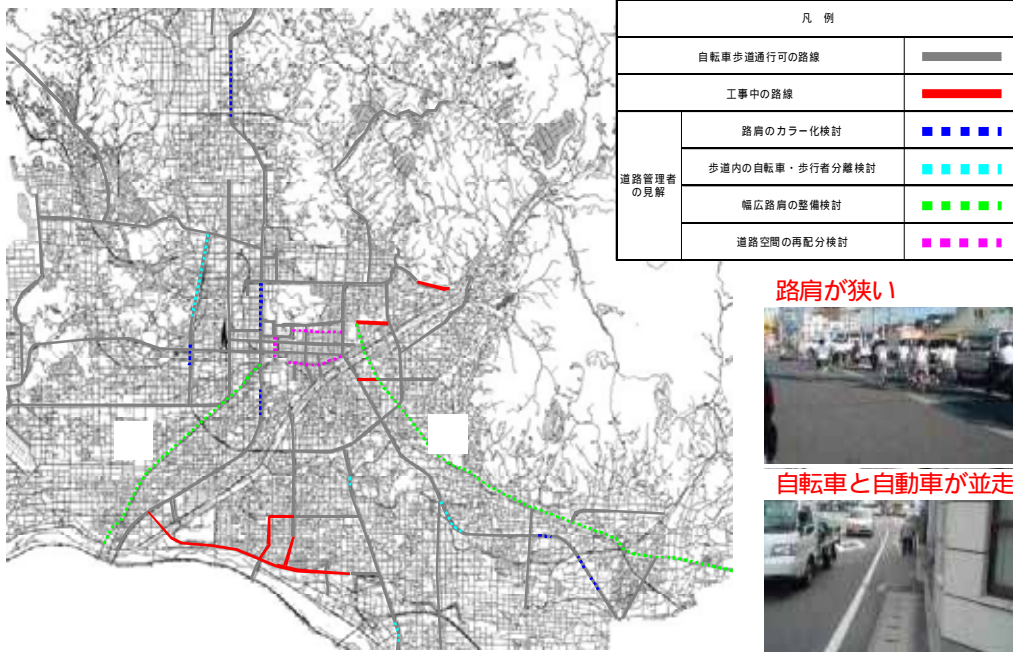 凡 例
自転車歩道通行可の路線
工事中の路線
道路管理者
の見解
路肩のカラー化検討
歩道内の自転車・歩行者分離検討
幅広路肩の整備検討
道路空間の再配分検討
路肩が狭い
自転車と自動車が並走